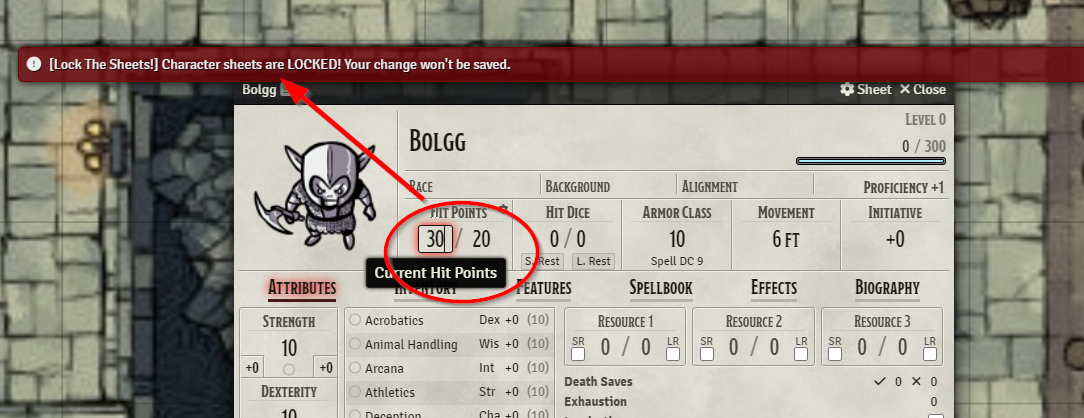 [Lock The Sheets!] Character sheets are LOCKED! Your change won't be saved.
Bolgg
Sheet
Close
Level 0
Bolgg
0 / 300
Race
Background
Alignment
Proficiency +1
Hit Points
Hit Dice
Armor Class
Movement
Initiative
30 / 20
0 / 0
10
6 ft
+0
S. Rest
L. Rest
Spell DC 9
Current Hit Points
Attributes
Inventory
Features
Spellbook
Effects
Biography
Strength
10
+0
+0
Dexterity
10
Acrobatics Dex +0 (10)
Animal Handling Wis +0 (10)
Arcana Int +0 (10)
Athletics Str +0 (10)
Deception Cha +0 (10)
Resource 1
SR 0 / 0 LR
Resource 2
SR 0 / 0 LR
Resource 3
SR 0 / 0 LR
Death Saves 0 0
Exhaustion 0